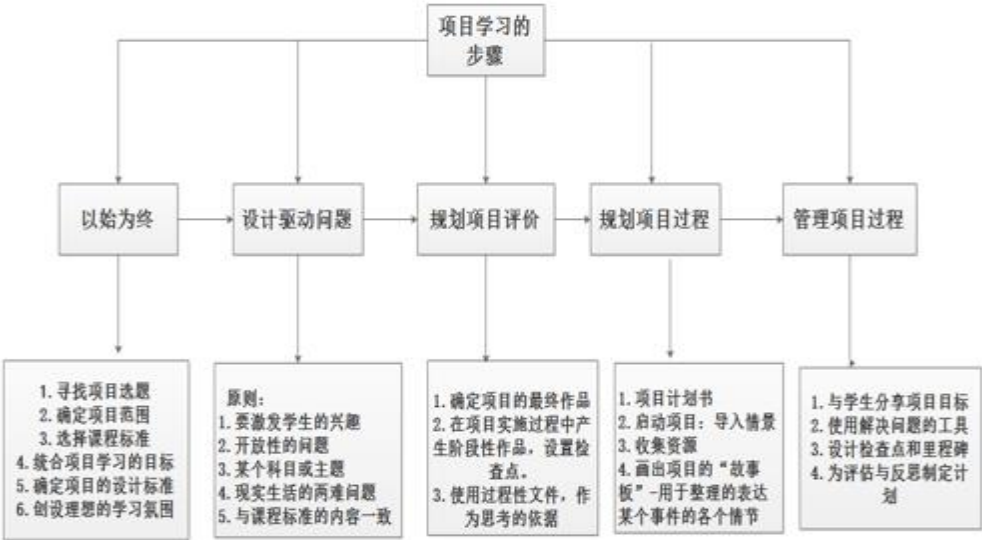 项目学习的
步骤
以始为终
设计驱动问题
规划项目评价
规划项目过程
管理项目过程
1. 寻找项目选题
2. 确定项目范围
3. 选择课程标准
4. 统合项目学习的目标
5. 确定项目的设计标准
6. 创设理想的学习氛围
原则：
1. 要激发学生的兴趣
2. 开放性的问题
3. 某个科目或主题
4. 现实生活的两难问题
5. 与课程标准的内容一致
1. 确定项目的最终作品
2. 在项目实施过程中产
生阶段性作品，设置检
查点。
3. 使用过程性文件，作
为思考的依据
1. 项目计划书
2. 启动项目：导入情景
3. 收集资源
4. 画出项目的“故事
板”-用于整理的表达
某个事件的各个情节
1. 与学生分享项目目标
2. 使用解决问题的工具
3. 设计检查点和里程碑
4. 为评估与反思制定计
划